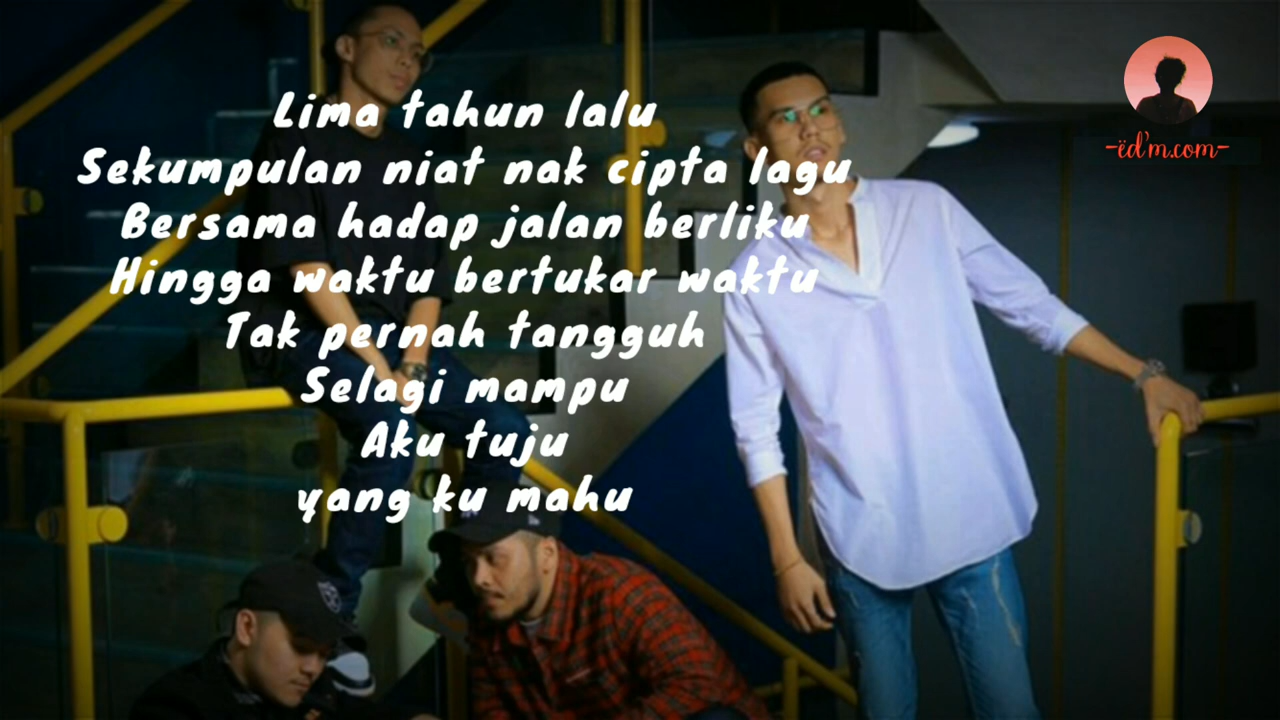 Lima tahun lalu
Sekumpulan niat nak cipta lagu
Bersama hadap jalan berliku
Hingga waktu bertukar waktu
Tak pernah tangguh
Selagi mampu
Aku tuju
yang ku mahu
-ëd'm.com-